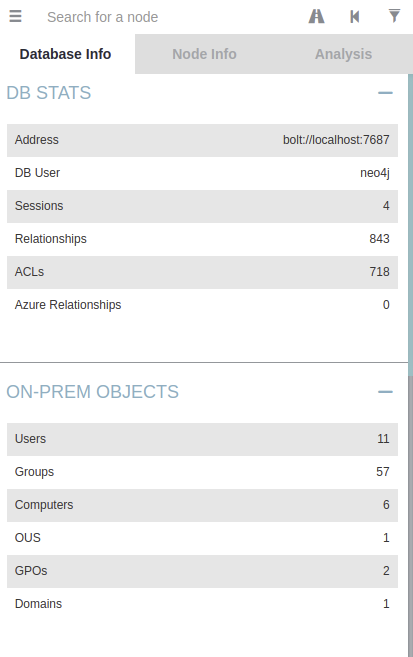 Search for a node
Database Info Node Info Analysis
DB STATS
Address bolt://localhost:7687
DB User neo4j
Sessions 4
Relationships 843
ACLs 718
Azure Relationships 0
ON-PREM OBJECTS
Users 11
Groups 57
Computers 6
OUS 1
GPOs 2
Domains 1